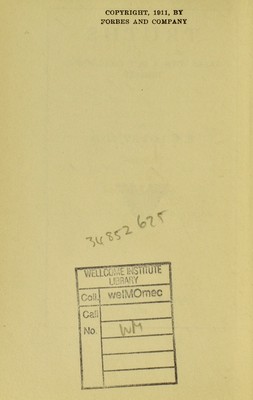 COPYRIGHT, 1911, BY
FORBES AND COMPANY
34852625
WELLCOME INSTITUTE
LIBRARY
Coll. welMOmec
Call
No. WM